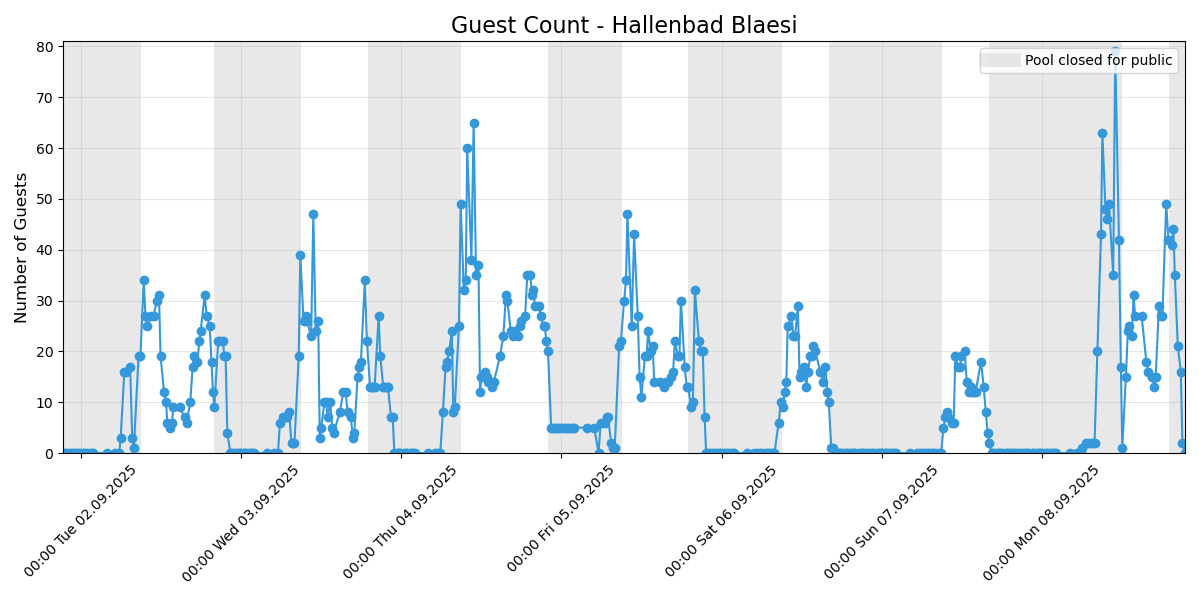 Guest Count - Hallenbad Blaesi
Pool closed for public
Number of Guests
80
70
60
50
40
30
20
10
0
00:00 Tue 02.09.2025
00:00 Wed 03.09.2025
00:00 Thu 04.09.2025
00:00 Fri 05.09.2025
00:00 Sat 06.09.2025
00:00 Sun 07.09.2025
00:00 Mon 08.09.2025